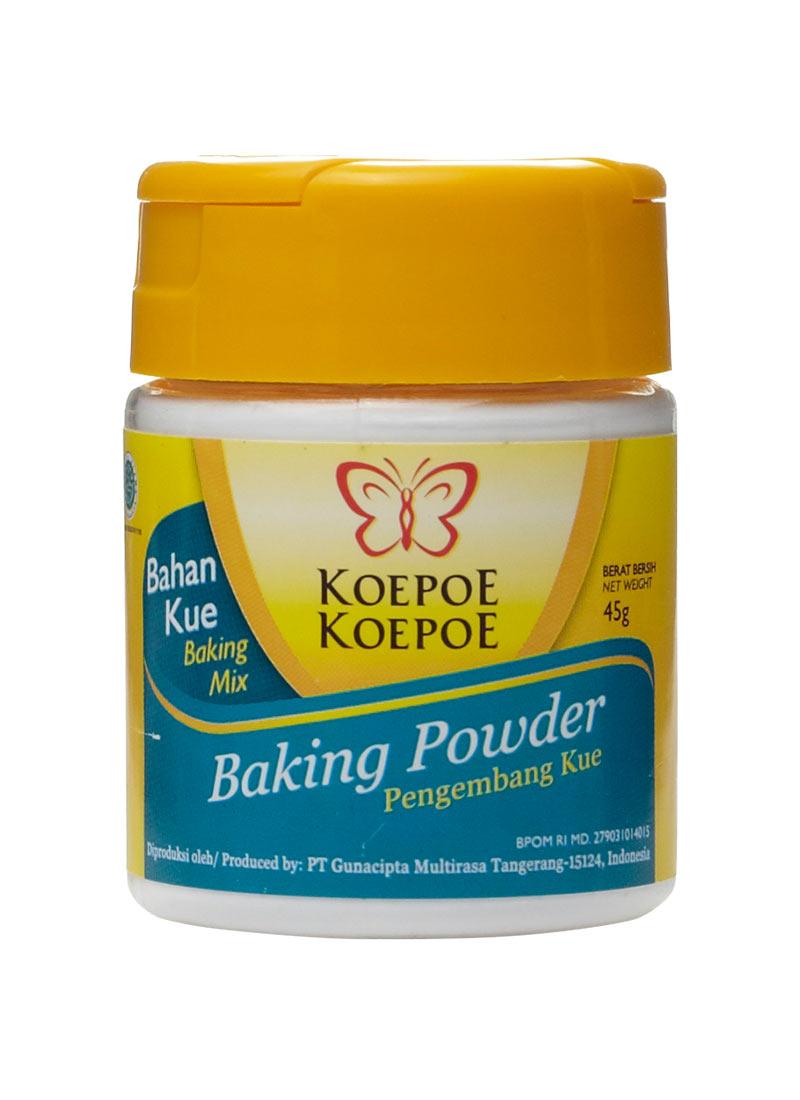 KOEPOE
KOEPOE
Bahan
Kue
Baking
Mix
BERAT BERSIH
NET WEIGHT
45g
Baking Powder
Pengembang Kue
BPOM RI MD. 279031014015
Diproduksi oleh/ Produced by: PT Gunacipta Multirasa Tangerang-15124, Indonesia